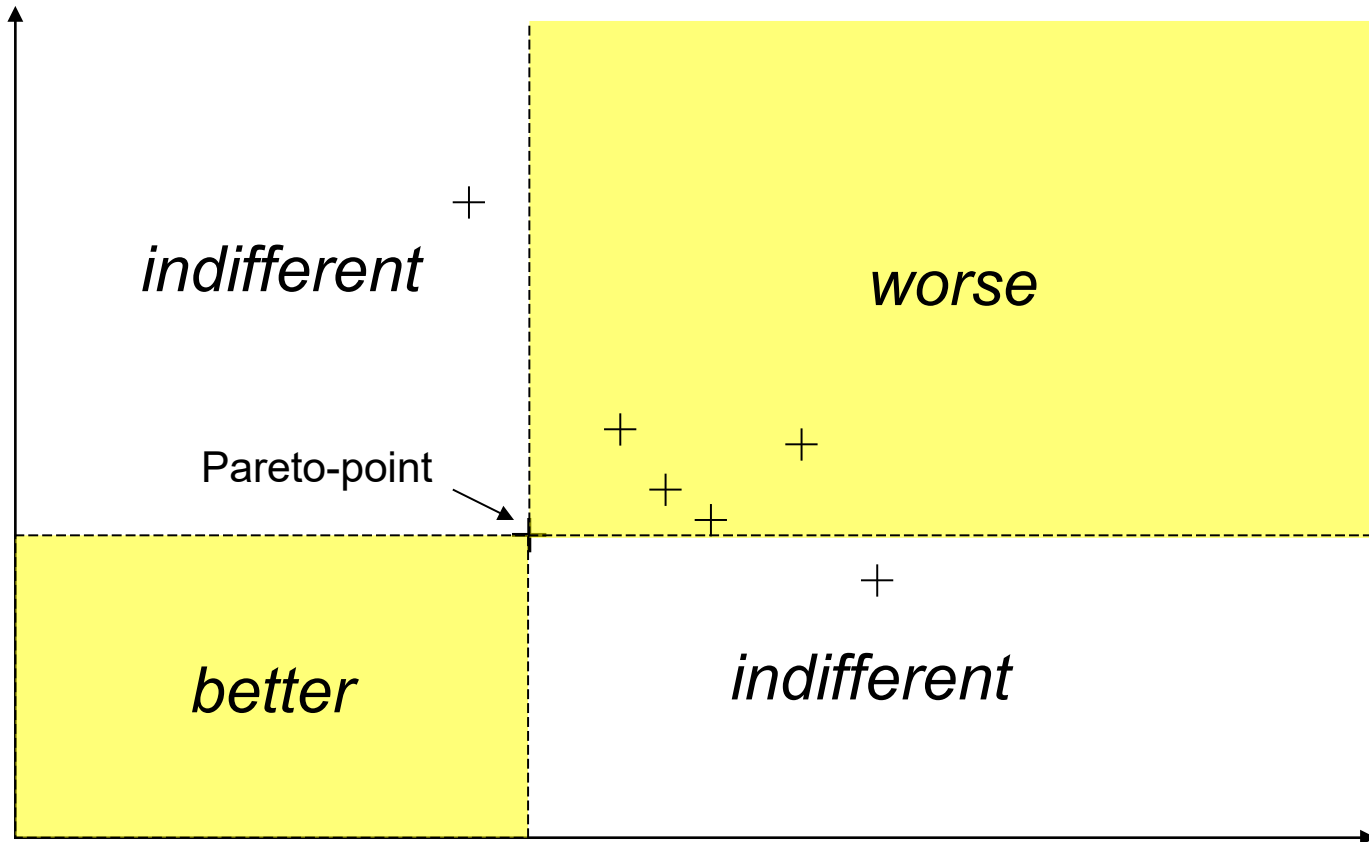 indifferent
worse
Pareto-point
better
indifferent